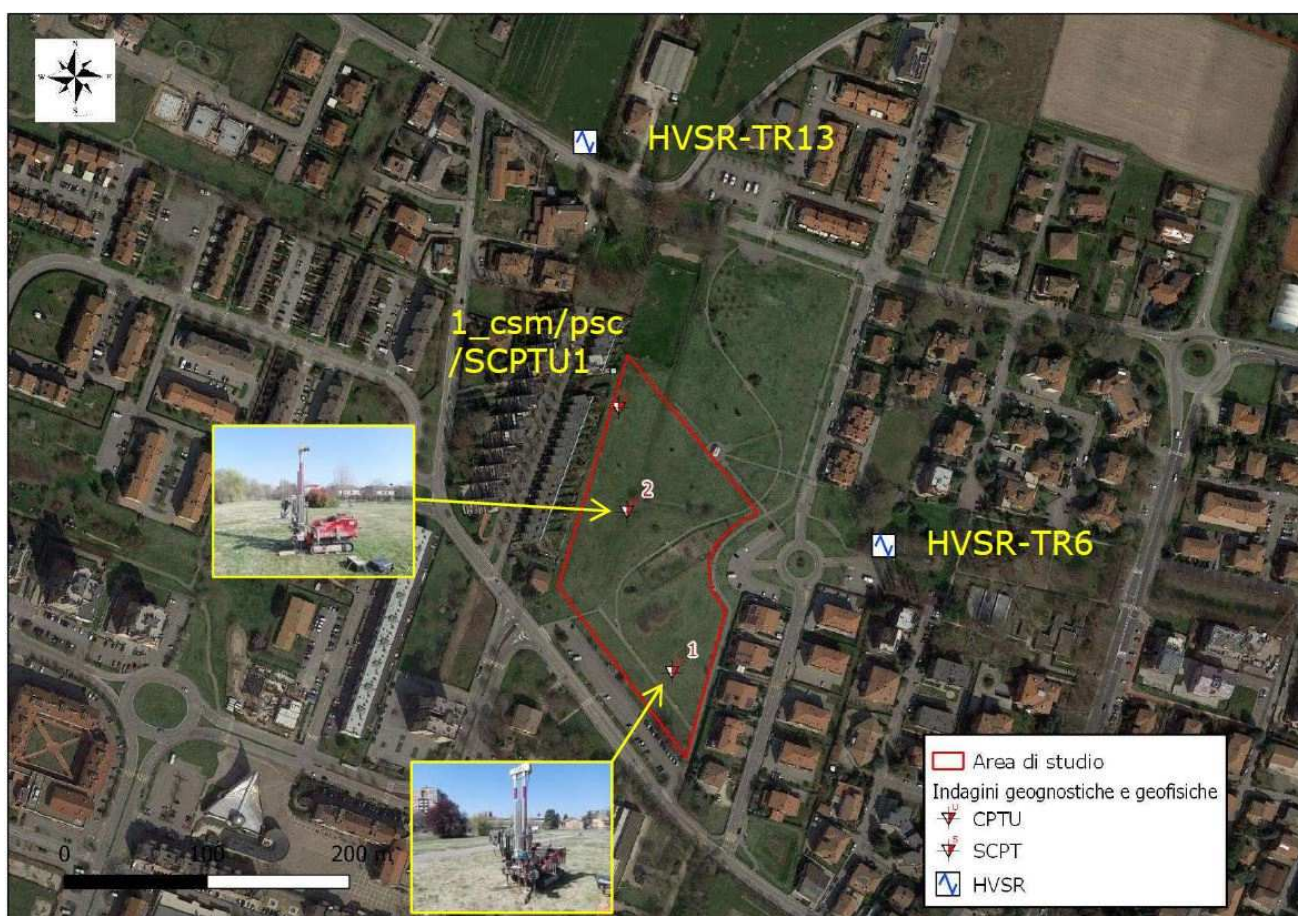 N
W
E
S
HVSR-TR13
1_csm/psc
/SCPTU1
2
HVSR-TR6
1
Area di studio
Indagini geognostiche e geofisiche
CPTU
SCPT
HVSR
0 100 200 m